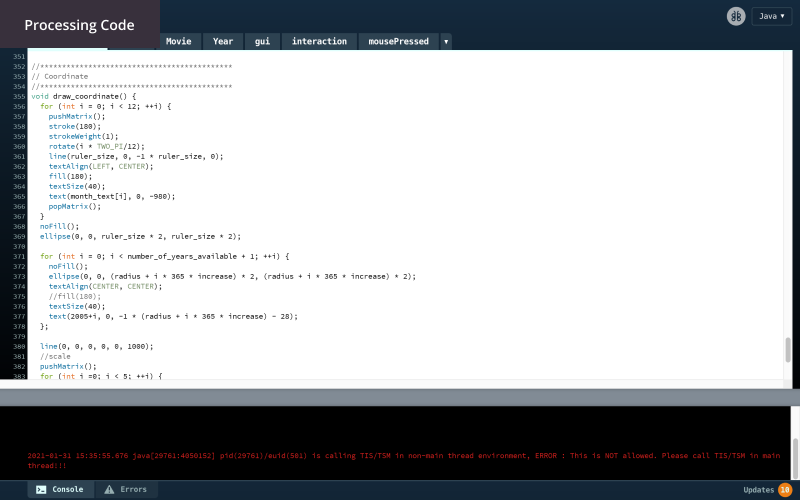 Processing Code
Java ▾
Movie Year gui interaction mousePressed ▾
351
352 //********************************************
353 // Coordinate
354 //********************************************
355 void draw_coordinate() {
356 for (int i = 0; i < 12; ++i) {
357 pushMatrix();
358 stroke(180);
359 strokeWeight(1);
360 rotate(i * TWO_PI/12);
361 line(ruler_size, 0, -1 * ruler_size, 0);
362 textAlign(LEFT, CENTER);
363 fill(180);
364 textSize(40);
365 text(month_text[i], 0, -980);
366 popMatrix();
367 }
368 noFill();
369 ellipse(0, 0, ruler_size * 2, ruler_size * 2);
370
371 for (int i = 0; i < number_of_years_available + 1; ++i) {
372 noFill();
373 ellipse(0, 0, (radius + i * 365 * increase) * 2, (radius + i * 365 * increase) * 2);
374 textAlign(CENTER, CENTER);
375 //fill(180);
376 textSize(40);
377 text(2005+i, 0, -1 * (radius + i * 365 * increase) - 28);
378 };
379
380 line(0, 0, 0, 0, 0, 1000);
381 //scale
382 pushMatrix();
383 for (int i =0; i < 5; ++i) {
2021-01-31 15:35:55.676 java[29761:4050152] pid(29761)/euid(501) is calling TIS/TSM in non-main thread environment, ERROR : This is NOT allowed. Please call TIS/TSM in main
thread!!!
Console Errors Updates 10